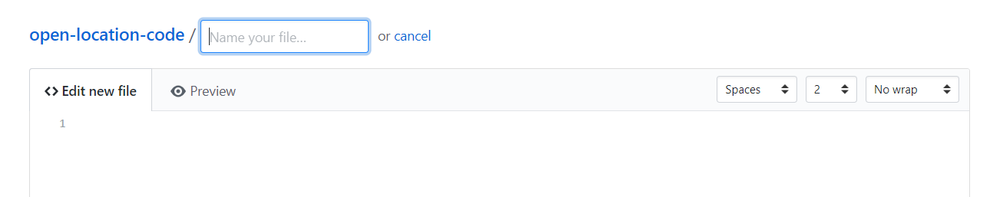 open-location-code / Name your file... or cancel
<> Edit new file Preview Spaces 2 No wrap
1